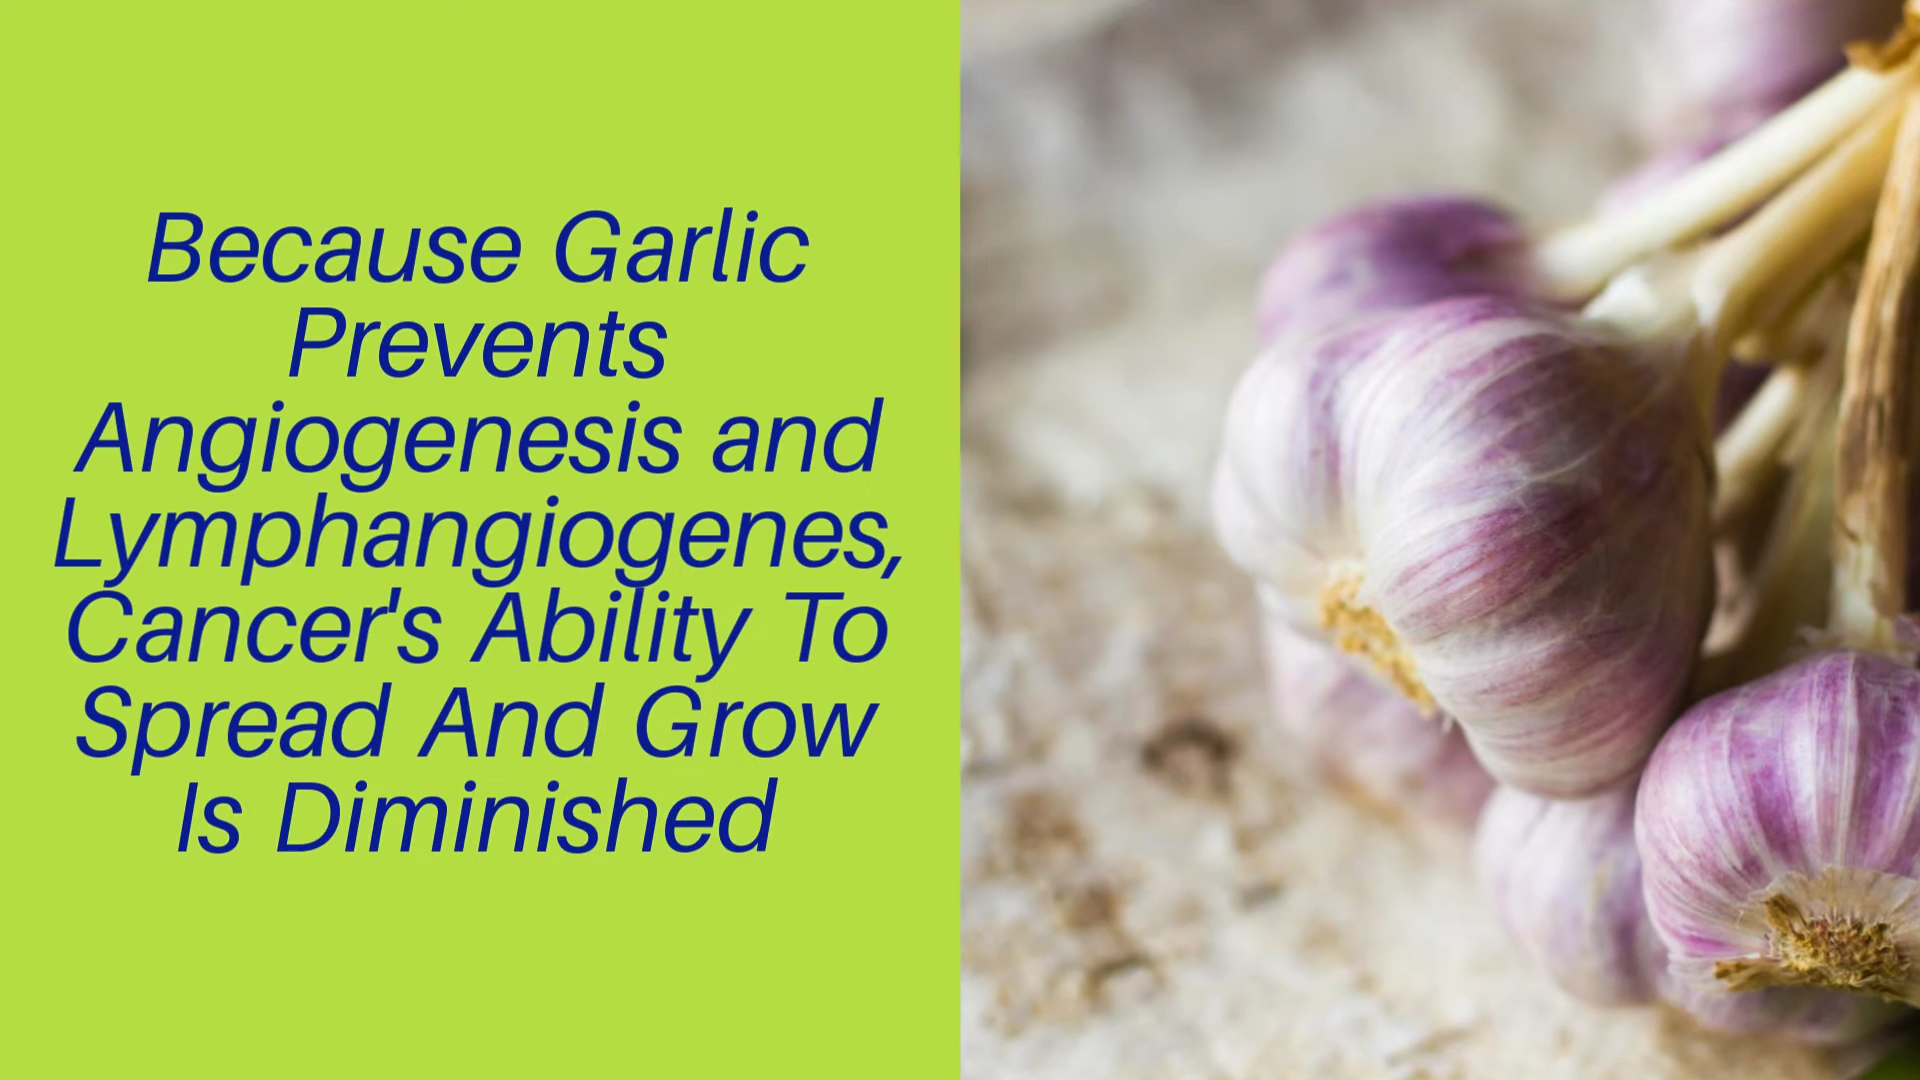 Because Garlic
Prevents
Angiogenesis and
Lymphangiogenes,
Cancer's Ability To
Spread And Grow
Is Diminished